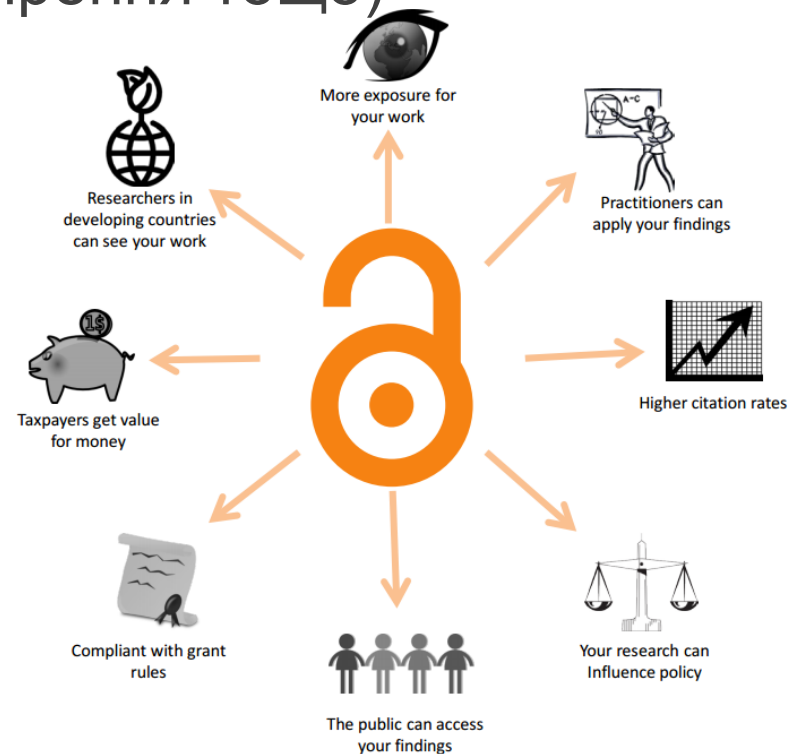 тощо)
More exposure for
your work
Researchers in
developing countries
can see your work
A-C
Practitioners can
apply your findings
1$
Taxpayers get value
for money
Higher citation rates
Compliant with grant
rules
Your research can
Influence policy
The public can access
your findings